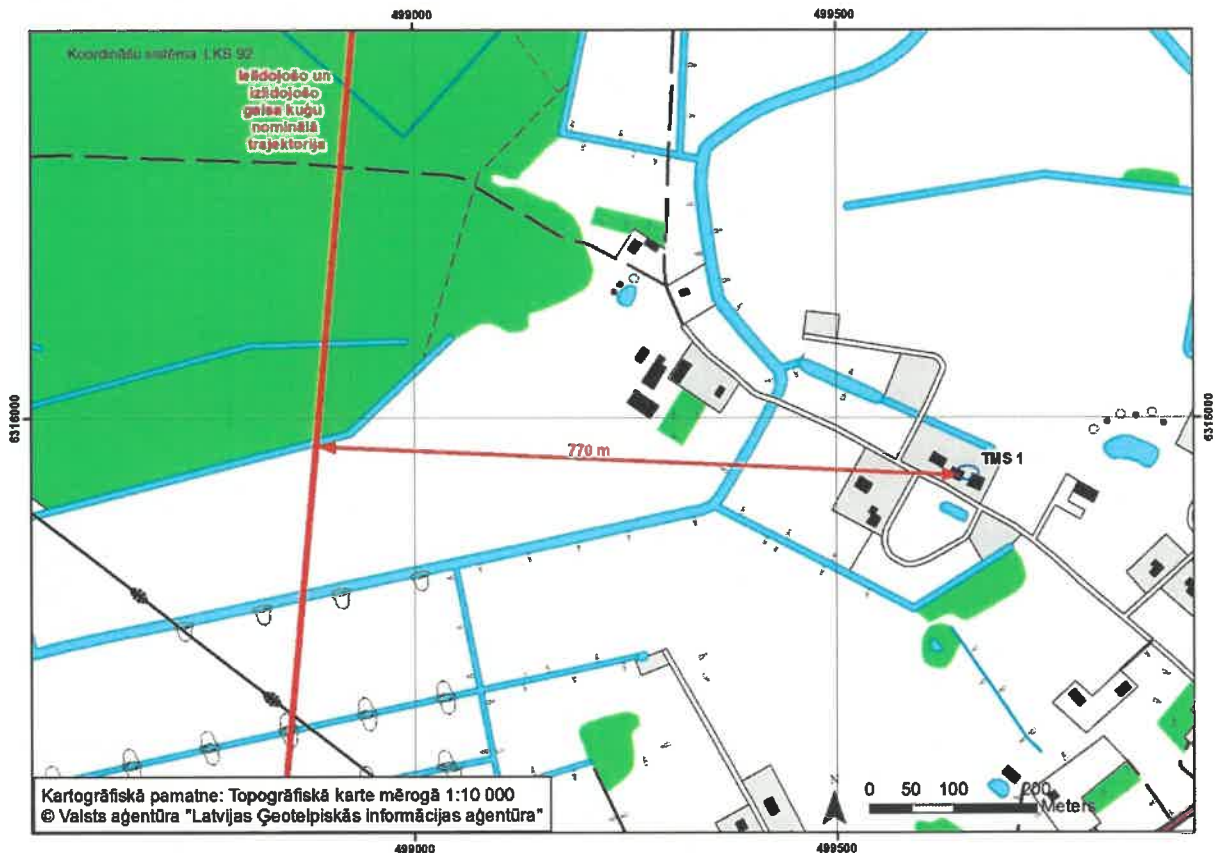 499000
499500
Koordinātu sistēma LKS 92
Ielidojošo un
izlidojošo
gaisa kuģu
nominālā
trajektorija
6316000
6316000
770 m
TMS 1
Kartogrāfiskā pamatne: Topogrāfiskā karte mērogā 1:10 000
© Valsts aģentūra "Latvijas Ģeotelpiskās informācijas aģentūra"
0 50 100 200
Meters
499000
499500